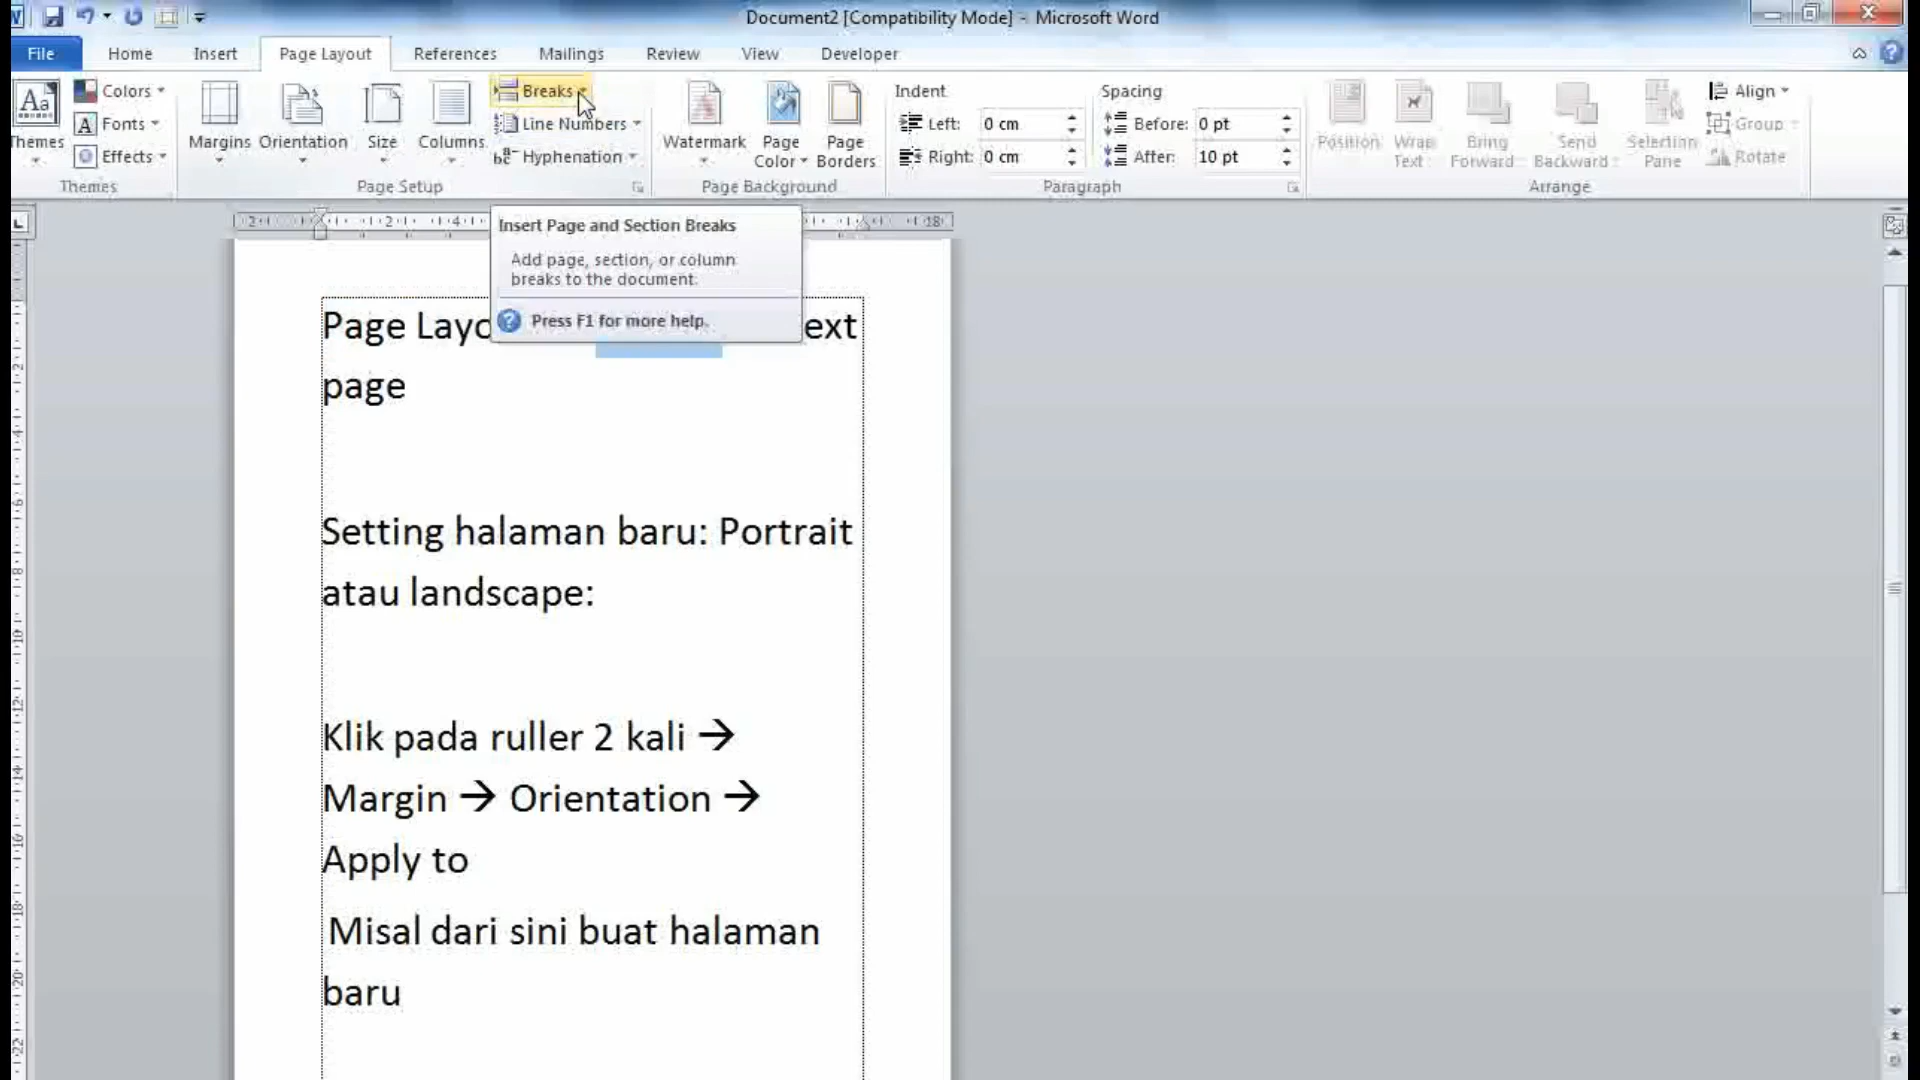 Document2 [Compatibility Mode] - Microsoft Word
File Home Insert Page Layout References Mailings Review View Developer
Aa Themes
Colors
Fonts
Effects
Themes
Margins Orientation Size Columns
Breaks
Line Numbers
Hyphenation
Page Setup
Watermark Page Color Page Borders
Page Background
Indent
Left: 0 cm
Right: 0 cm
Spacing
Before: 0 pt
After: 10 pt
Paragraph
Position Wrap Text Bring Forward Send Backward Selection Pane
Align
Group
Rotate
Arrange
Insert Page and Section Breaks
Add page, section, or column
breaks to the document.
Press F1 for more help.
Page Layo ext
page
Setting halaman baru: Portrait
atau landscape:
Klik pada ruller 2 kali →
Margin → Orientation →
Apply to
Misal dari sini buat halaman
baru